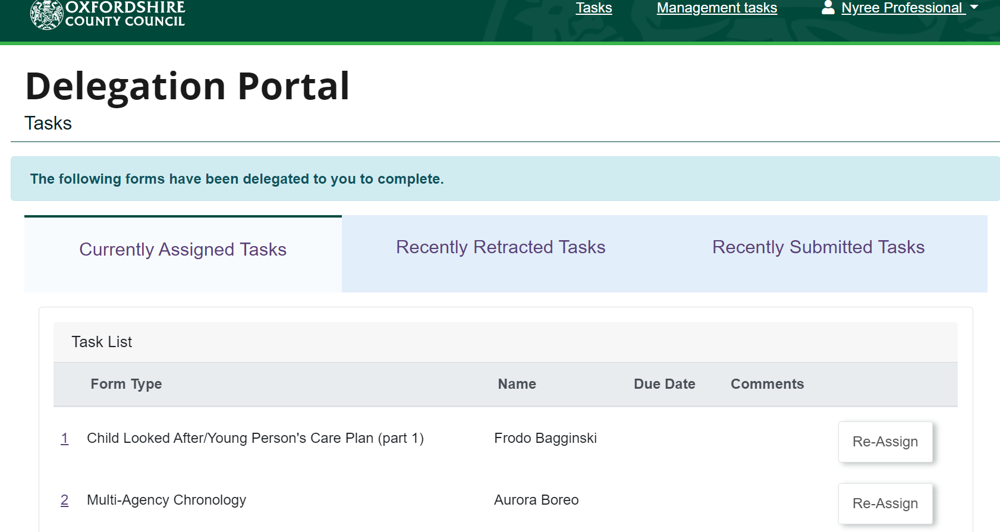 OXFORDSHIRE
COUNTY COUNCIL
Tasks Management tasks Nyree Professional
Delegation Portal
Tasks
The following forms have been delegated to you to complete.
Currently Assigned Tasks Recently Retracted Tasks Recently Submitted Tasks
Task List
Form Type Name Due Date Comments
1 Child Looked After/Young Person's Care Plan (part 1) Frodo Bagginski Re-Assign
2 Multi-Agency Chronology Aurora Boreo Re-Assign